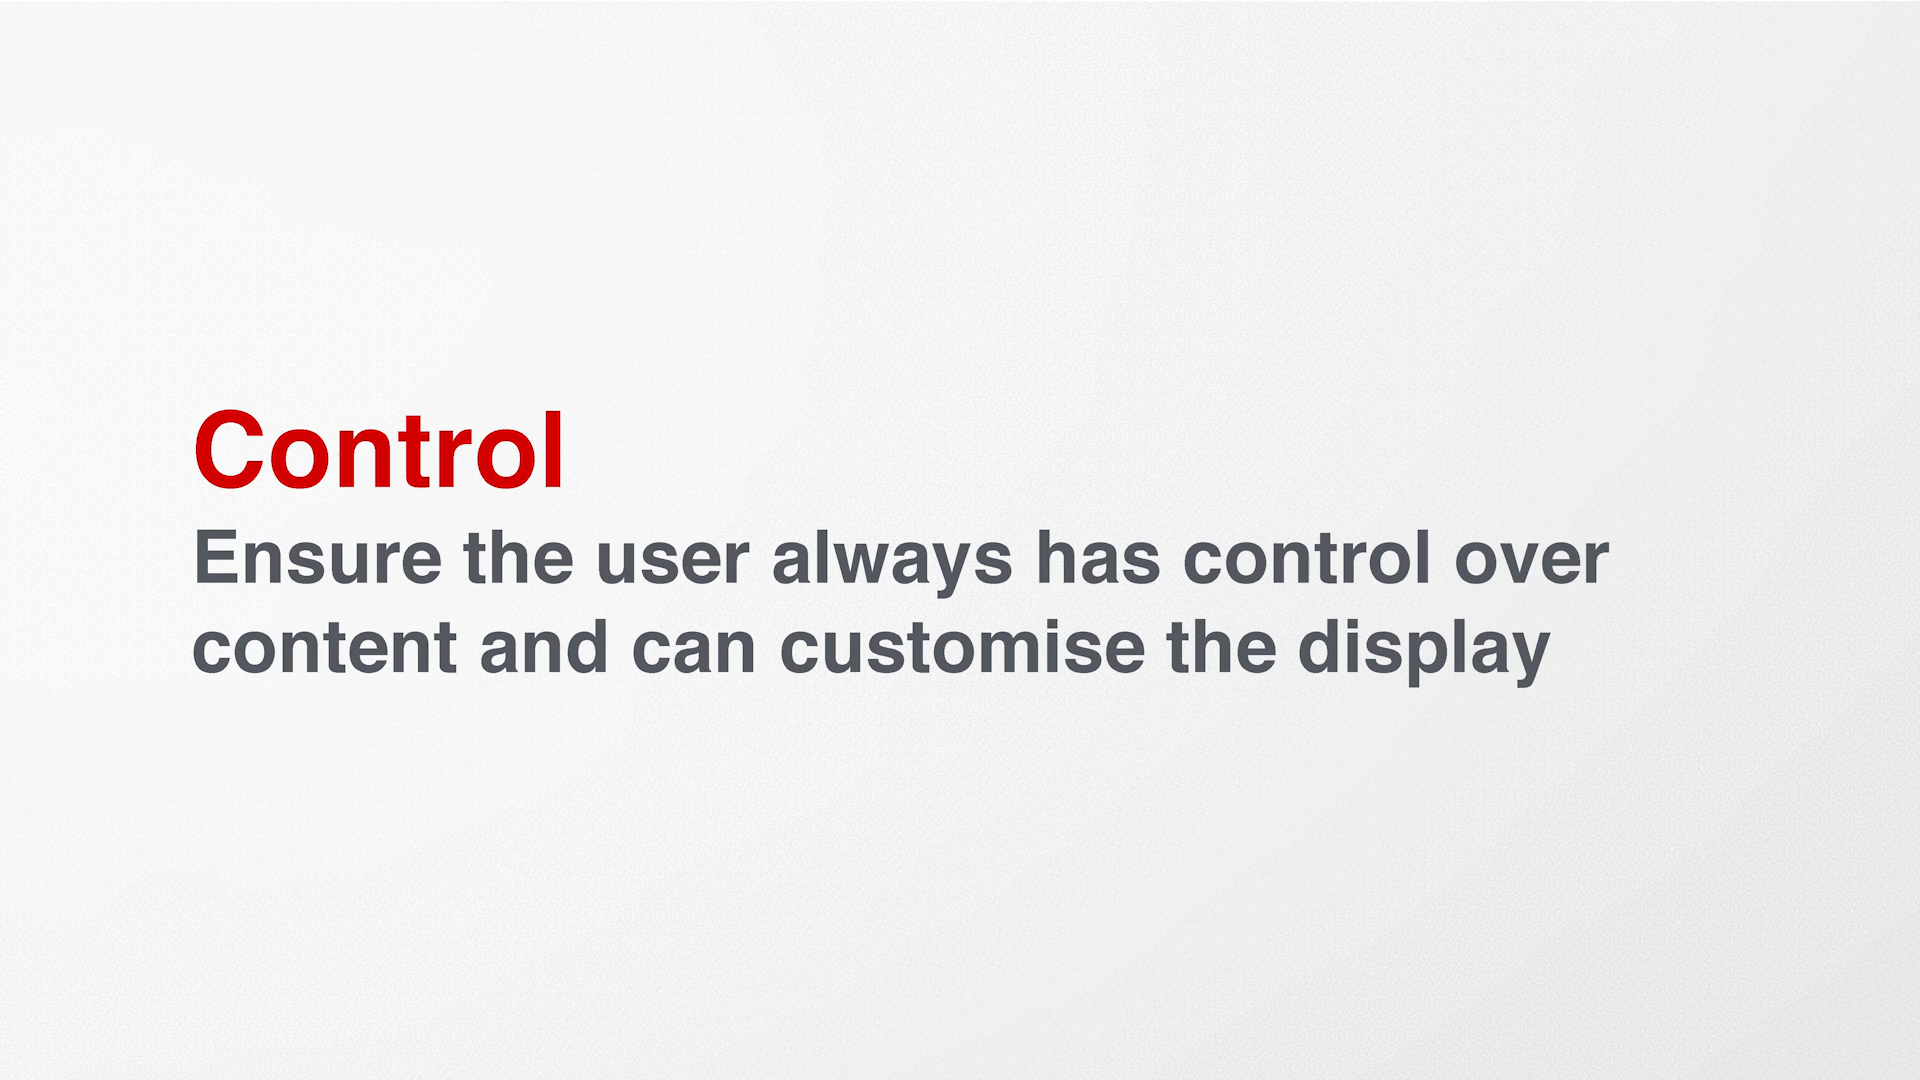 Control
Ensure the user always has control over
content and can customise the display